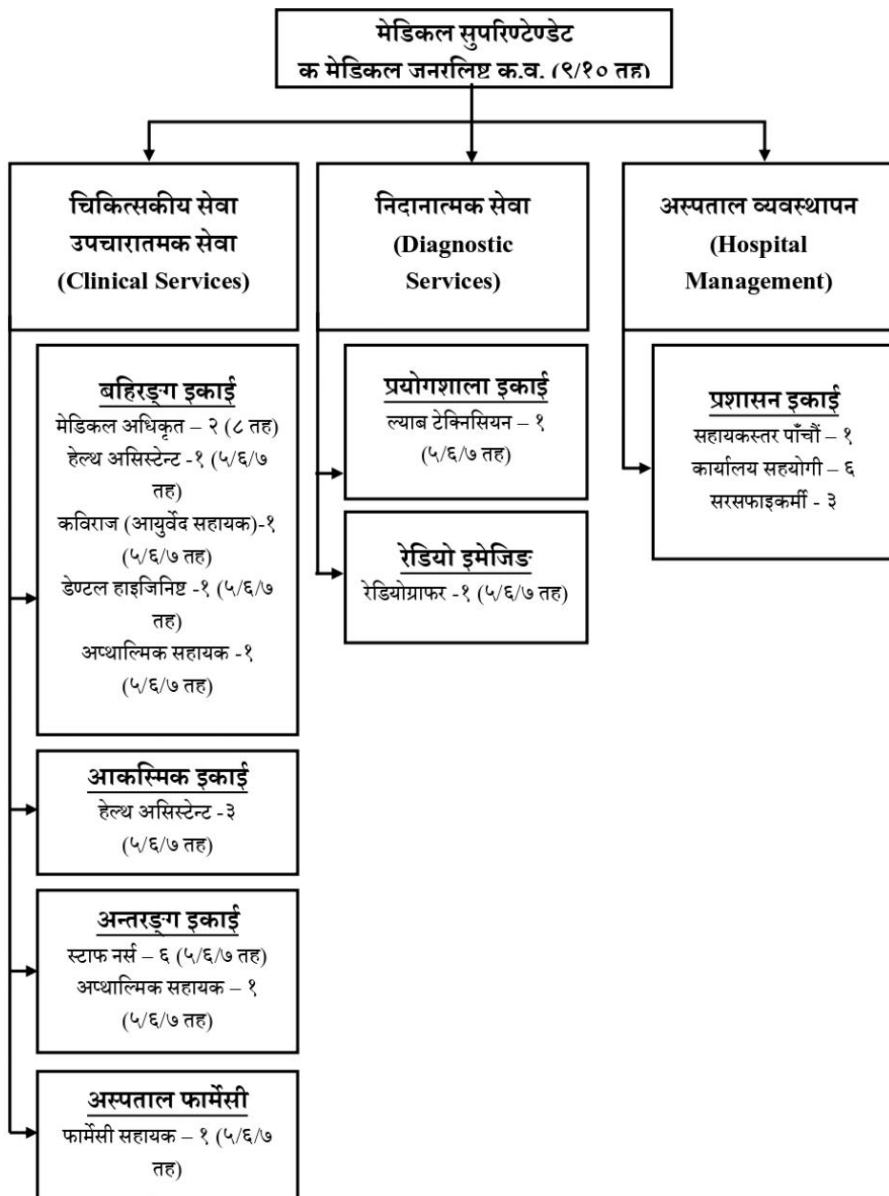 मेडिकल सुपरिण्टेण्डेट
क मेडिकल जनरलिष्ट क.व. (९/१० तह)
चिकित्सकीय सेवा
उपचारातमक सेवा
(Clinical Services)
निदानात्मक सेवा
(Diagnostic
Services)
अस्पताल व्यवस्थापन
(Hospital
Management)
बहिरङ्ग इकाई
मेडिकल अधिकृत – २ (८ तह)
हेल्थ असिस्टेन्ट -१ (५/६/७
तह)
कविराज (आयुर्वेद सहायक)-१
(५/६/७ तह)
डेण्टल हाइजिनिष्ट -१ (५/६/७
तह)
अप्थाल्मिक सहायक -१
(५/६/७ तह)
आकस्मिक इकाई
हेल्थ असिस्टेन्ट -३
(५/६/७ तह)
अन्तरङ्ग इकाई
स्टाफ नर्स – ६ (५/६/७ तह)
अप्थाल्मिक सहायक – १
(५/६/७ तह)
अस्पताल फार्मेसी
फार्मेसी सहायक – १ (५/६/७
तह)
प्रयोगशाला इकाई
ल्याब टेक्निसियन – १
(५/६/७ तह)
रेडियो इमेजिङ
रेडियोग्राफर -१ (५/६/७ तह)
प्रशासन इकाई
सहायकस्तर पाँचौं – १
कार्यालय सहयोगी – ६
सरसफाइकर्मी - ३